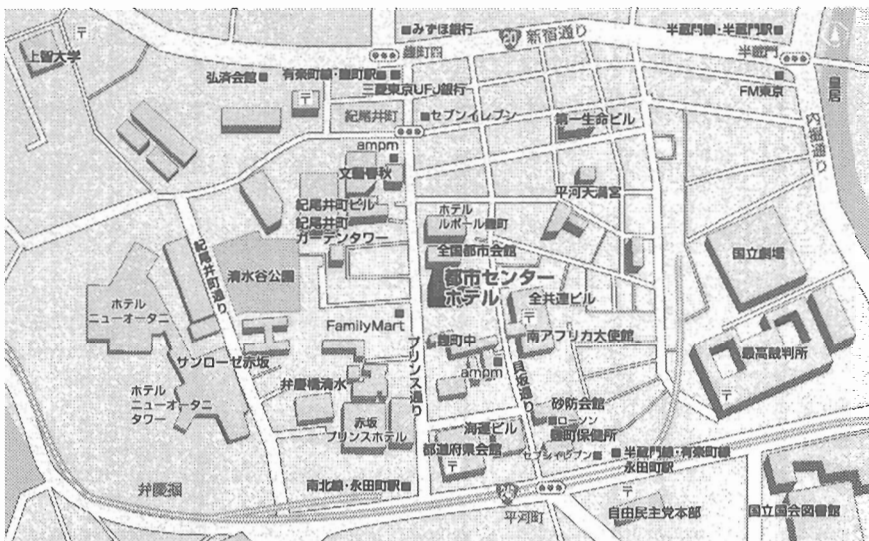 みずほ銀行
20
新宿通り
半蔵門線・半蔵門駅
上智大学
麹町四
半蔵門
弘済会館
有楽町線・麹町駅
三菱東京UFJ銀行
FM東京
皇居
紀尾井町
セブンイレブン
第一生命ビル
内堀通り
ampm
文藝春秋
平河天満宮
紀尾井町ビル
紀尾井町
ガーデンタワー
ホテル
ルポール麹町
全国都市会館
国立劇場
紀尾井町通り
清水谷公園
都市センター
ホテル
全共連ビル
ホテル
ニューオータニ
FamilyMart
南アフリカ大使館
プリンス通り
麹町中
最高裁判所
サンローゼ赤坂
ampm
貝坂通り
弁慶橋清水
ホテル
ニューオータニ
タワー
赤坂
プリンスホテル
砂防会館
ローソン
海運ビル
麹町保健所
都道府県会館
セブンイレブン
半蔵門線・有楽町線
永田町駅
弁慶濠
南北線・永田町駅
平河町
自由民主党本部
国立国会図書館